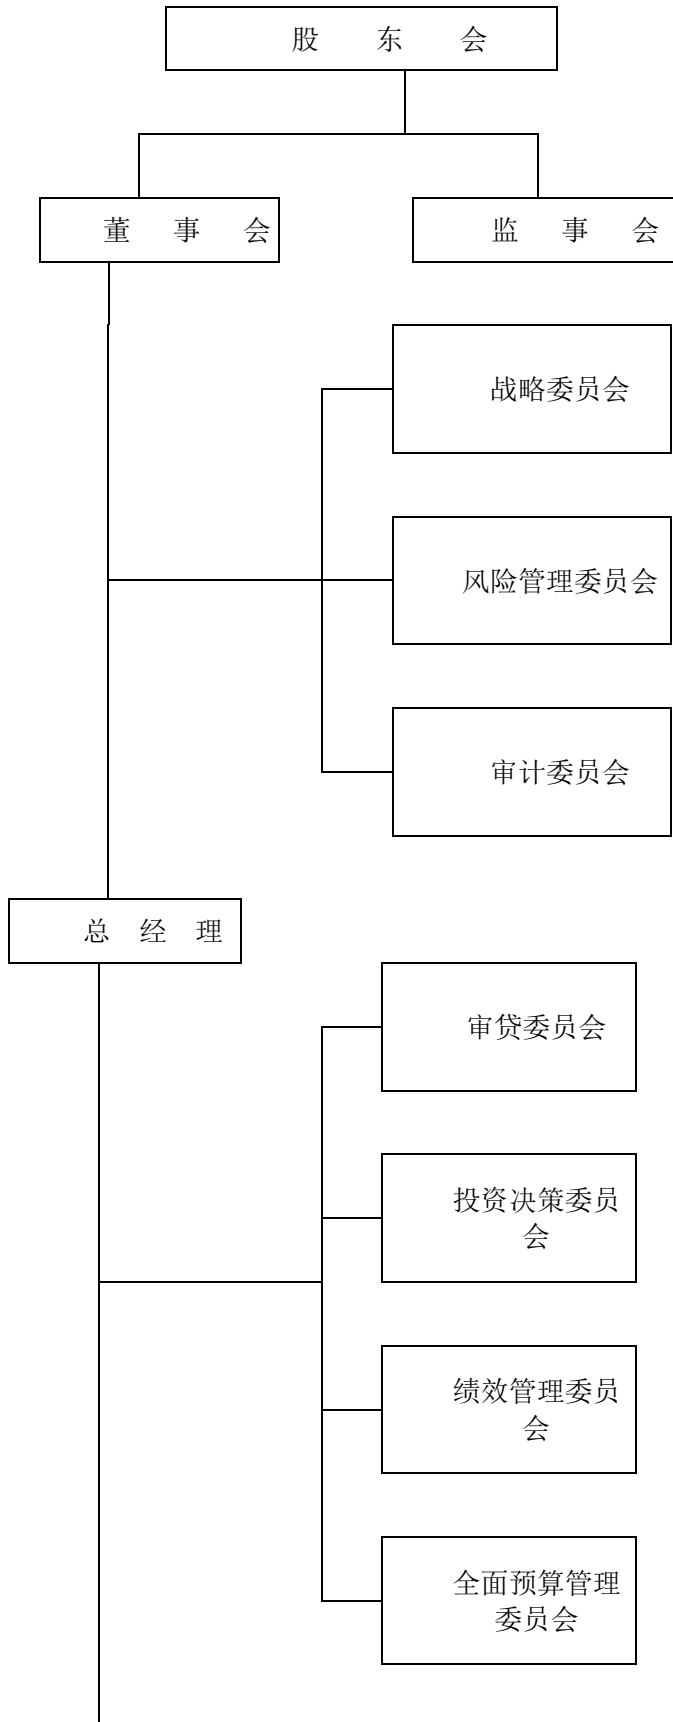 股 东 会
董 事 会
监 事 会
战略委员会
风险管理委员会
审计委员会
总 经 理
审贷委员会
投资决策委员
会
绩效管理委员
会
全面预算管理
委员会